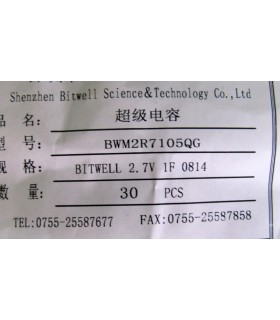 Shenzhen Bitwell Science&Technology Co.,Ltd
品名: 超级电容
型号: BWM2R7105QG
规格: BITWELL 2.7V 1F 0814
数量: 30 PCS
TEL:0755-25587677 FAX:0755-25587858